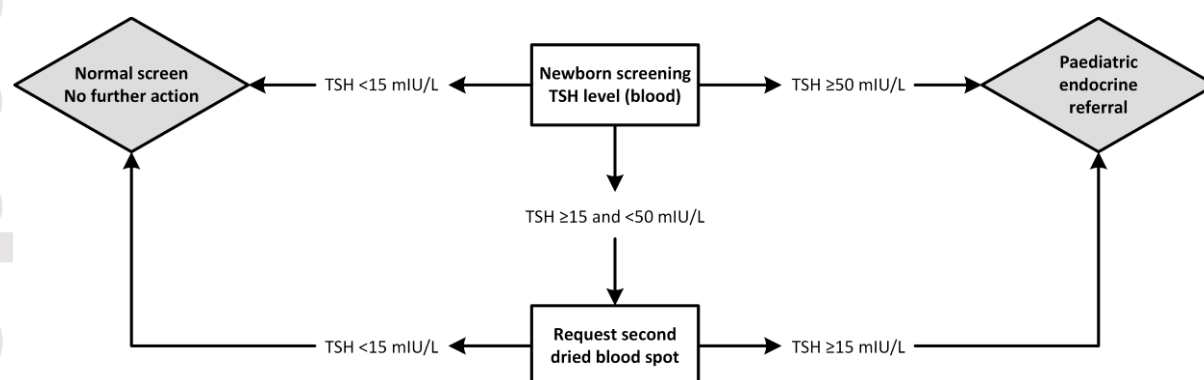 Normal screen
No further action
TSH <15 mIU/L
Newborn screening
TSH level (blood)
TSH ≥50 mIU/L
Paediatric
endocrine
referral
TSH ≥15 and <50 mIU/L
TSH <15 mIU/L
Request second
dried blood spot
TSH ≥15 mIU/L